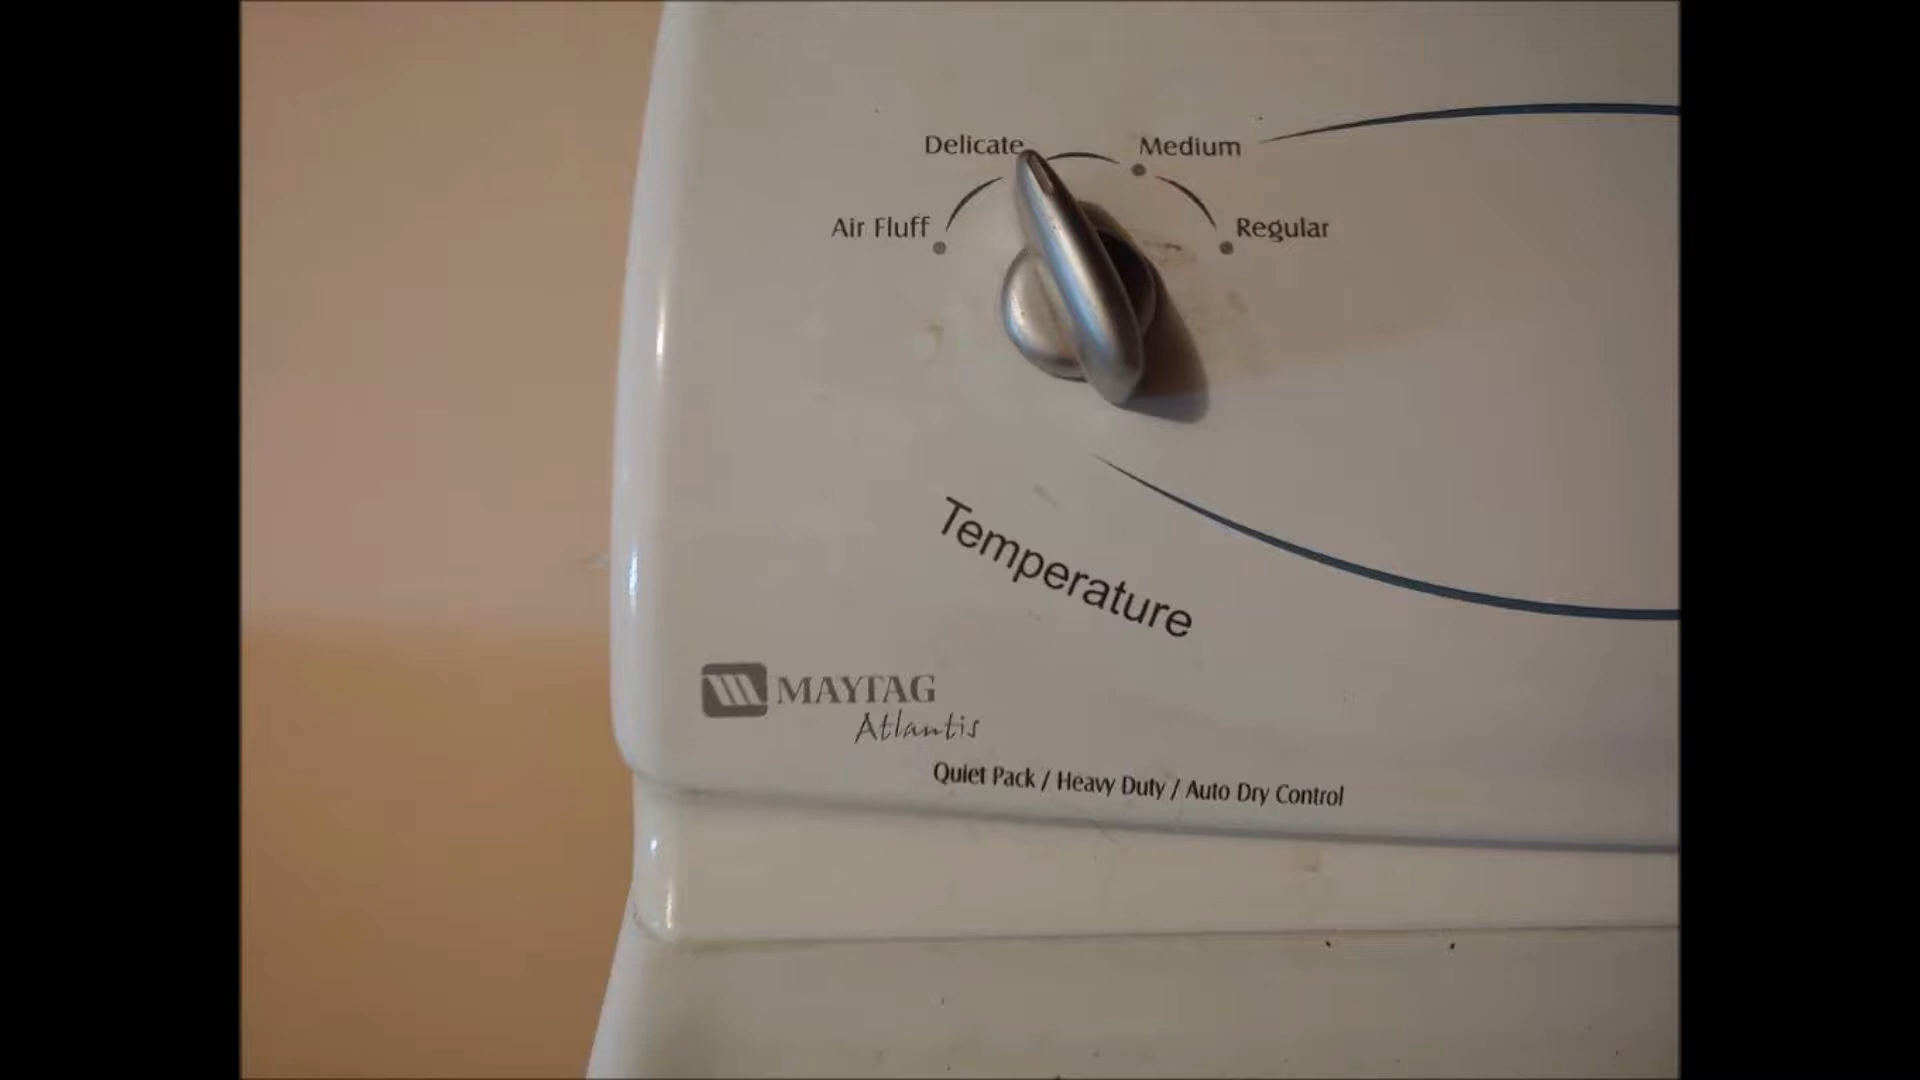 Delicate
Medium
Air Fluff
Regular
Temperature
MAYTAG
Atlantis
Quiet Pack / Heavy Duty / Auto Dry Control